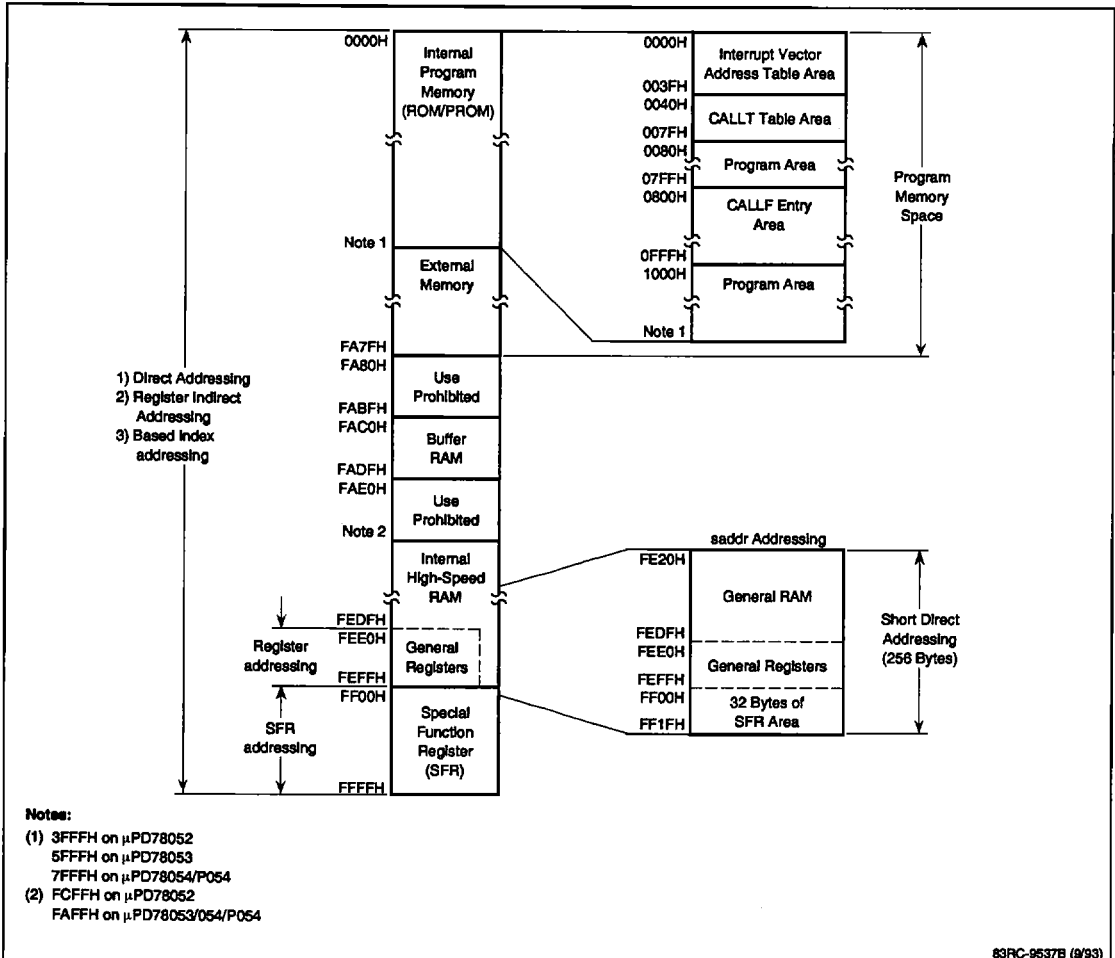 0000H
Internal
Program
Memory
(ROM/PROM)
Note 1
External
Memory
FA7FH
FA80H
Use
Prohibited
FABFH
FAC0H
Buffer
RAM
FADFH
FAE0H
Use
Prohibited
Note 2
Internal
High-Speed
RAM
FEDFH
FEE0H
General
Registers
FEFFH
FF00H
Special
Function
Register
(SFR)
FFFFH
1) Direct Addressing
2) Register Indirect
Addressing
3) Based Index
addressing
Register
addressing
SFR
addressing
0000H
Interrupt Vector
Address Table Area
003FH
0040H
CALLT Table Area
007FH
0080H
Program Area
07FFH
0800H
CALLF Entry
Area
0FFFH
1000H
Program Area
Note 1
Program
Memory
Space
saddr Addressing
FE20H
General RAM
FEDFH
FEE0H
General Registers
FEFFH
FF00H
32 Bytes of
SFR Area
FF1FH
Short Direct
Addressing
(256 Bytes)
Notes:
(1) 3FFFH on µPD78052
5FFFH on µPD78053
7FFFH on µPD78054/P054
(2) FCFFH on µPD78052
FAFFH on µPD78053/054/P054
83RC-9537B (9/93)